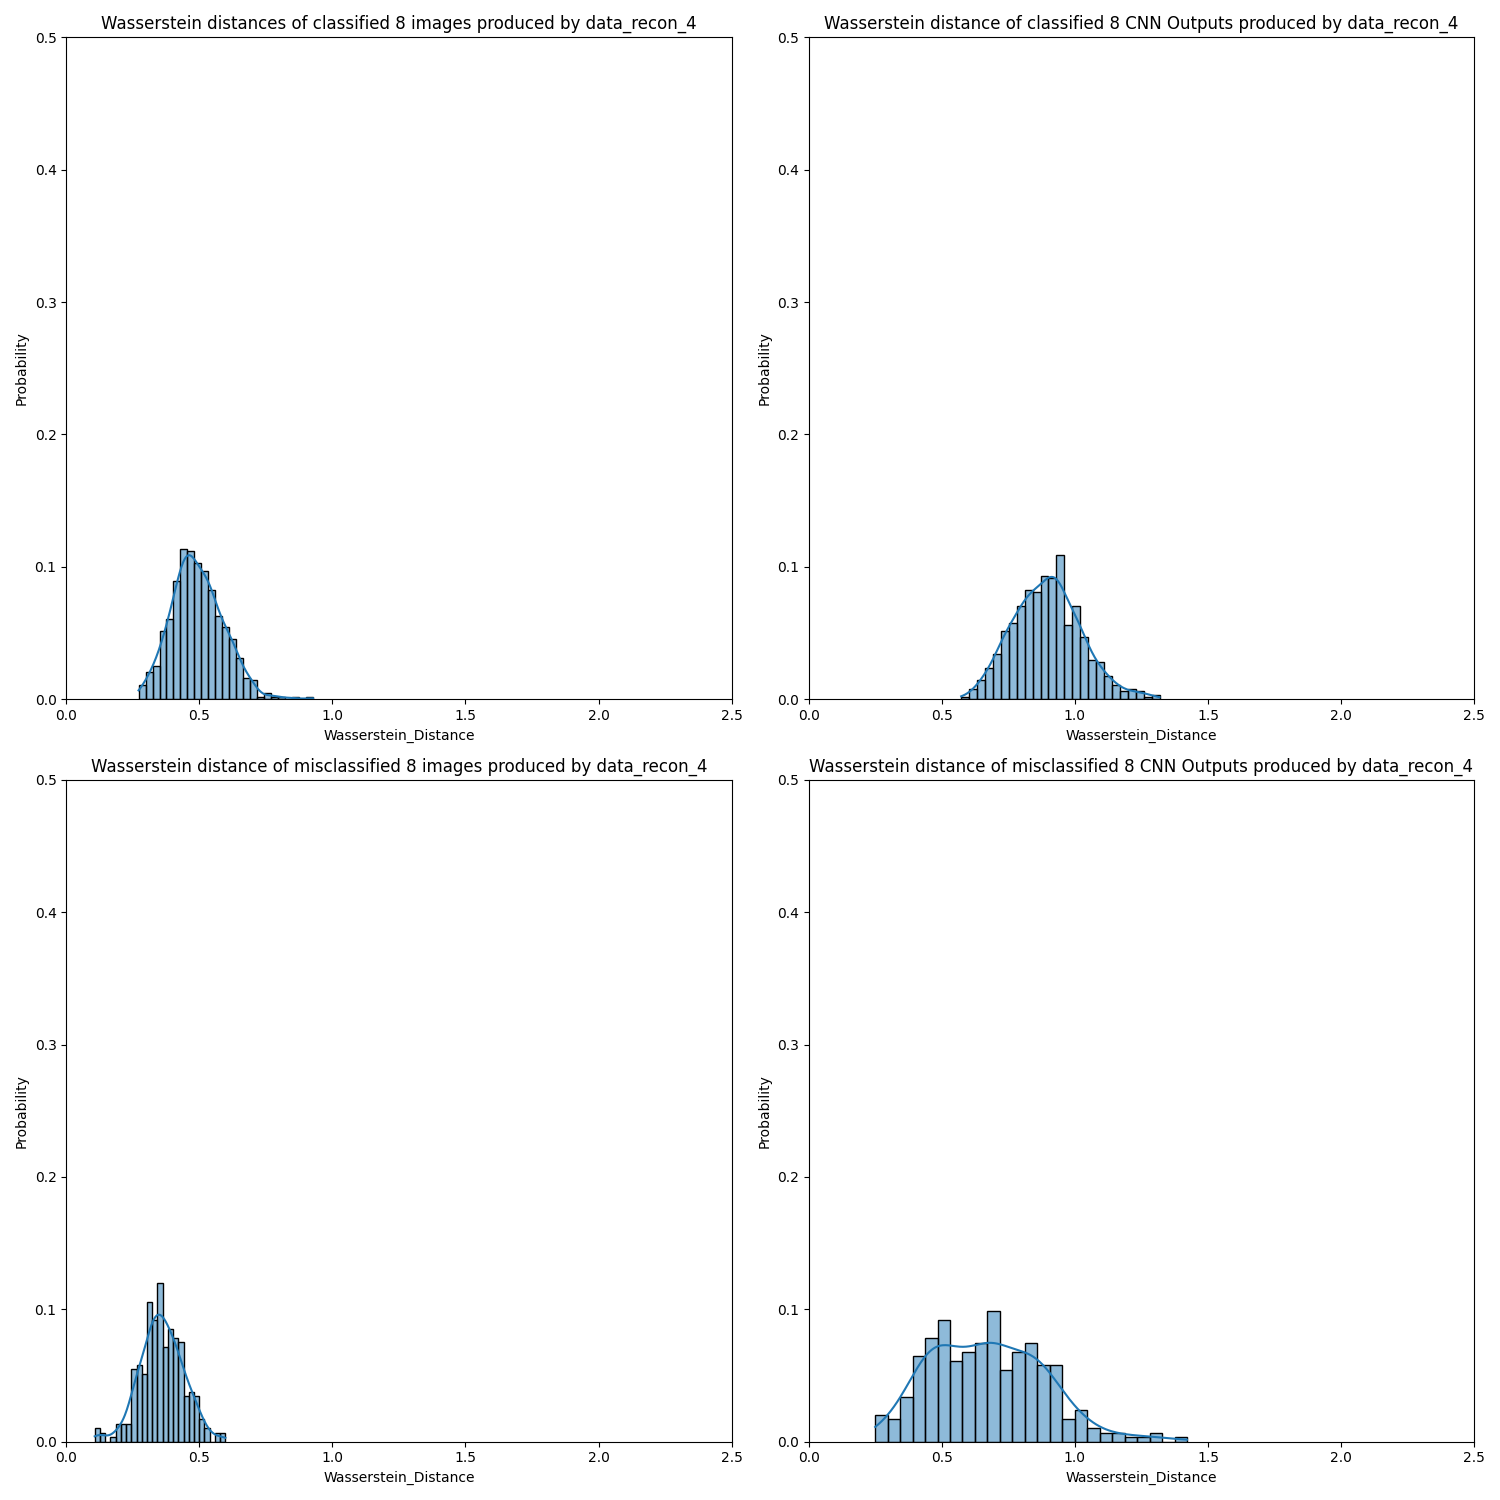 Wasserstein distances of classified 8 images produced by data_recon_4
0.5
0.4
0.3
0.2
0.1
0.0
Probability
0.0 0.5 1.0 1.5 2.0 2.5
Wasserstein_Distance
Wasserstein distance of classified 8 CNN Outputs produced by data_recon_4
0.5
0.4
0.3
0.2
0.1
0.0
Probability
0.0 0.5 1.0 1.5 2.0 2.5
Wasserstein_Distance
Wasserstein distance of misclassified 8 images produced by data_recon_4
0.5
0.4
0.3
0.2
0.1
0.0
Probability
0.0 0.5 1.0 1.5 2.0 2.5
Wasserstein_Distance
Wasserstein distance of misclassified 8 CNN Outputs produced by data_recon_4
0.5
0.4
0.3
0.2
0.1
0.0
Probability
0.0 0.5 1.0 1.5 2.0 2.5
Wasserstein_Distance